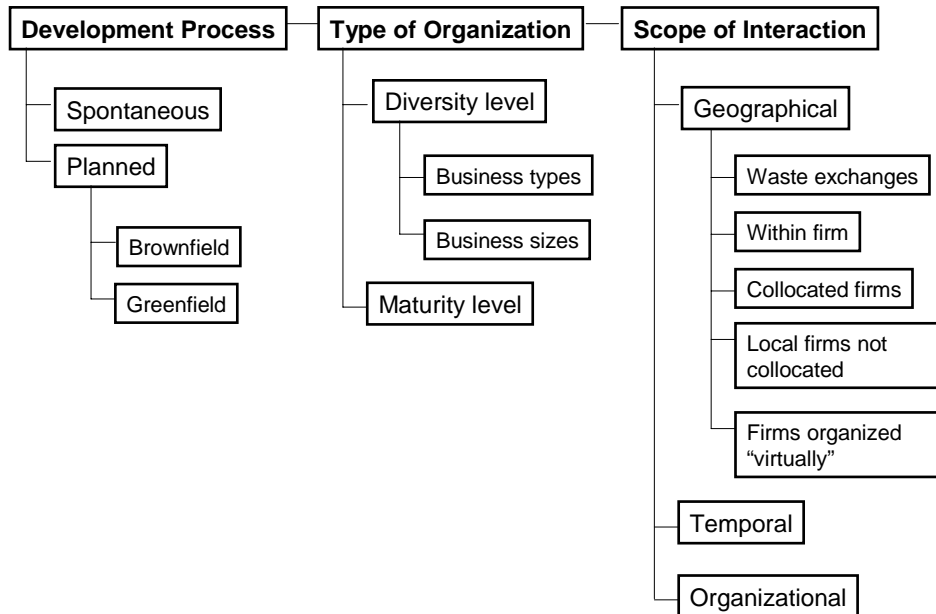 Development Process
Type of Organization
Scope of Interaction
Spontaneous
Planned
Brownfield
Greenfield
Diversity level
Business types
Business sizes
Maturity level
Geographical
Waste exchanges
Within firm
Collocated firms
Local firms not
collocated
Firms organized
“virtually”
Temporal
Organizational